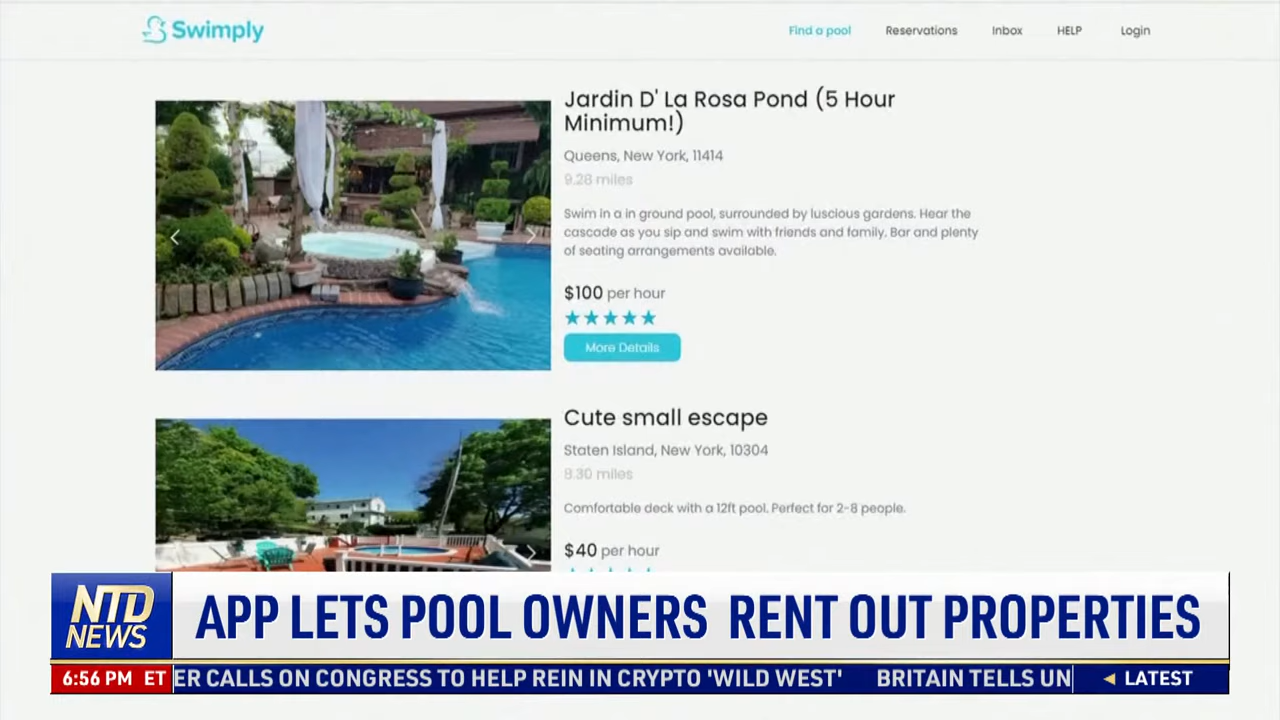 Swimply
Find a pool
Reservations
Inbox
HELP
Login
Jardin D' La Rosa Pond (5 Hour
Minimum!)
Queens, New York, 11414
9.28 miles
Swim in a in ground pool, surrounded by luscious gardens. Hear the
cascade as you sip and swim with friends and family. Bar and plenty
of seating arrangements available.
$100 per hour
More Details
Cute small escape
Staten Island, New York, 10304
8.30 miles
Comfortable deck with a 12ft pool. Perfect for 2-8 people.
$40 per hour
NTD
NEWS
APP LETS POOL OWNERS RENT OUT PROPERTIES
6:56 PM ET
ER CALLS ON CONGRESS TO HELP REIN IN CRYPTO 'WILD WEST' BRITAIN TELLS UN
LATEST